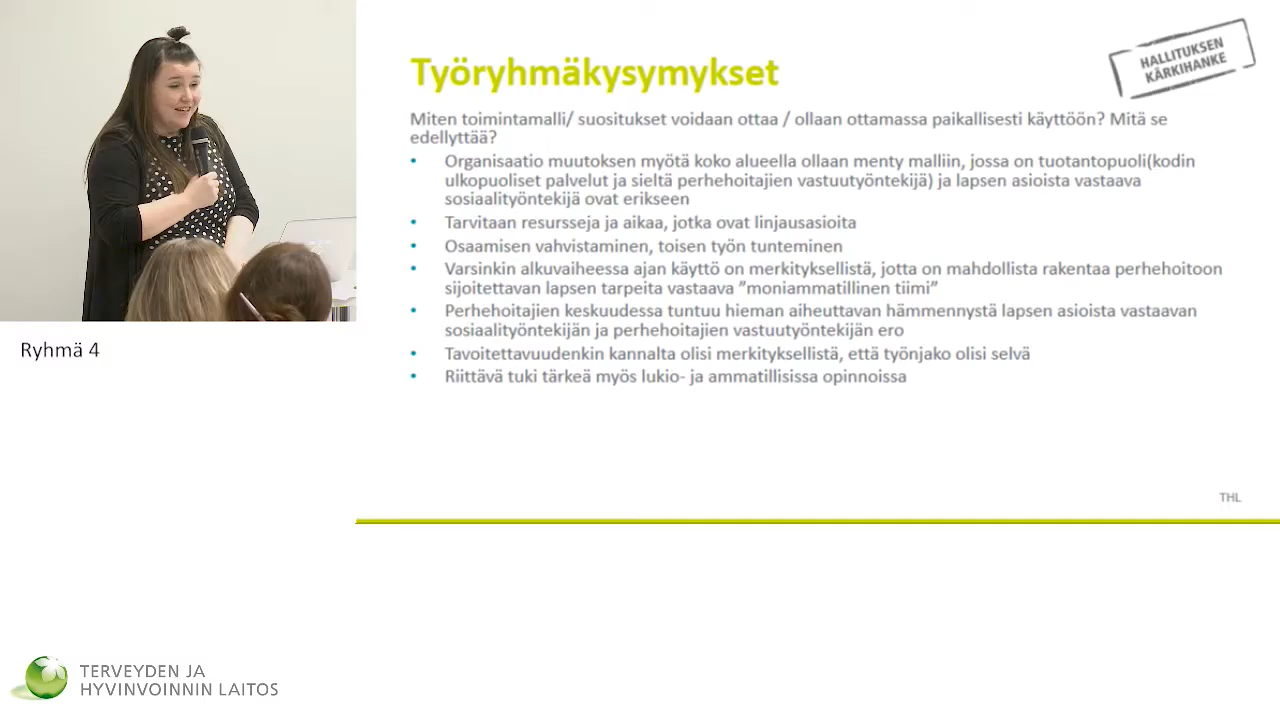 Työryhmäkysymykset
HALLITUKSEN
KÄRKIHANKE
Miten toimintamalli/ suositukset voidaan ottaa / ollaan ottamassa paikallisesti käyttöön? Mitä se
edellyttää?
• Organisaatio muutoksen myötä koko alueella ollaan menty malliin, jossa on tuotantopuoli(kodin
ulkopuoliset palvelut ja sieltä perhehoitajien vastuutyöntekijä) ja lapsen asioista vastaava
sosiaalityöntekijä ovat erikseen
• Tarvitaan resursseja ja aikaa, jotka ovat linjausasioita
• Osaamisen vahvistaminen, toisen työn tunteminen
• Varsinkin alkuvaiheessa ajan käyttö on merkityksellistä, jotta on mahdollista rakentaa perhehoitoon
sijoitettavan lapsen tarpeita vastaava ”moniammatillinen tiimi”
• Perhehoitajien keskuudessa tuntuu hieman aiheuttavan hämmennystä lapsen asioista vastaavan
sosiaalityöntekijän ja perhehoitajien vastuutyöntekijän ero
• Tavoitettavuudenkin kannalta olisi merkityksellistä, että työnjako olisi selvä
• Riittävä tuki tärkeä myös lukio- ja ammatillisissa opinnoissa
THL
Ryhmä 4
TERVEYDEN JA
HYVINVOINNIN LAITOS